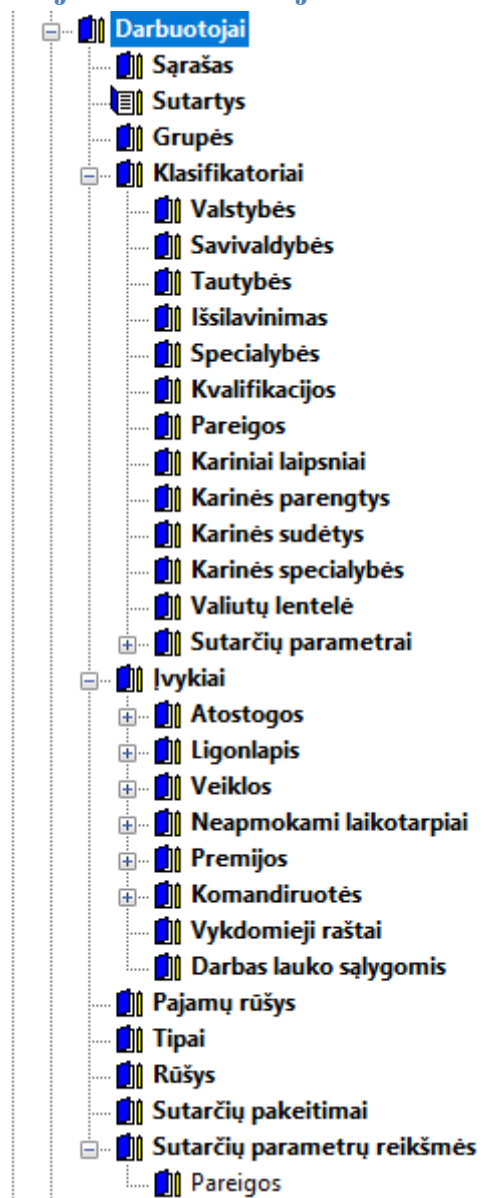 Darbuotojai
Sąrašas
Sutartys
Grupės
Klasifikatoriai
Valstybės
Savivaldybės
Tautybės
Išsilavinimas
Specialybės
Kvalifikacijos
Pareigos
Kariniai laipsniai
Karinės parengtys
Karinės sudėtys
Karinės specialybės
Valiutų lentelė
Sutarčių parametrai
Įvykiai
Atostogos
Ligonlapis
Veiklos
Neapmokami laikotarpiai
Premijos
Komandiruotės
Vykdomieji raštai
Darbas lauko sąlygomis
Pajamų rūšys
Tipai
Rūšys
Sutarčių pakeitimai
Sutarčių parametrų reikšmės
Pareigos